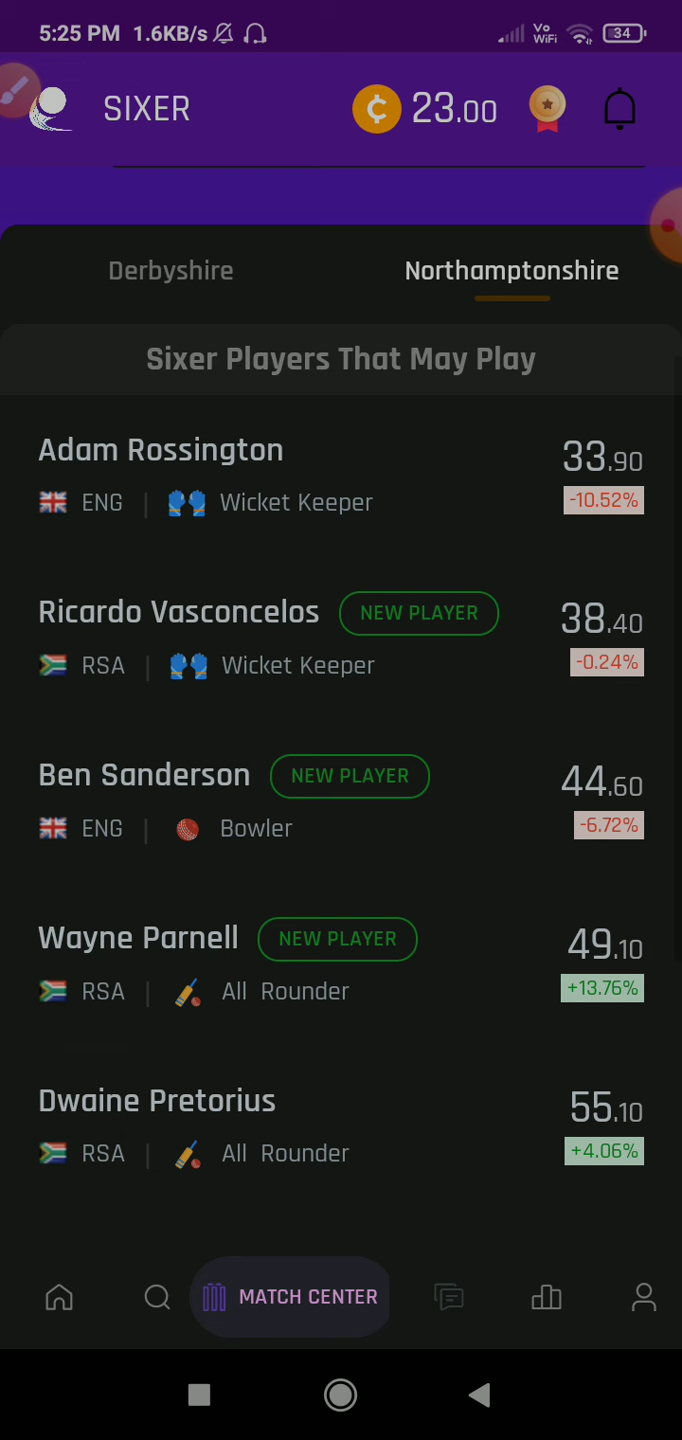 5:25 PM 1.6KB/s Vo WiFi 34
SIXER ¢ 23.00
Derbyshire Northamptonshire
Sixer Players That May Play
Adam Rossington 33.90
ENG | Wicket Keeper -10.52%
Ricardo Vasconcelos NEW PLAYER 38.40
RSA | Wicket Keeper -0.24%
Ben Sanderson NEW PLAYER 44.60
ENG | Bowler -6.72%
Wayne Parnell NEW PLAYER 49.10
RSA | All Rounder +13.76%
Dwaine Pretorius 55.10
RSA | All Rounder +4.06%
MATCH CENTER